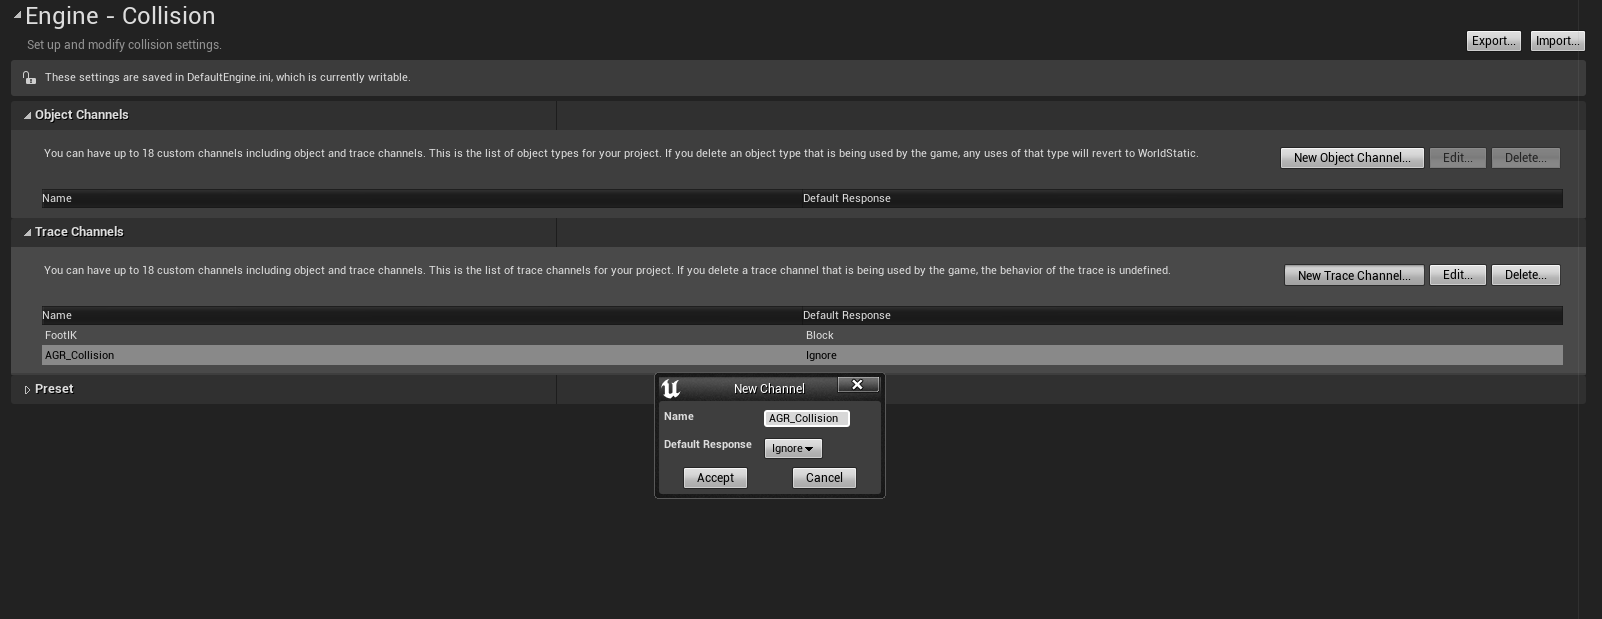 Engine - Collision
Set up and modify collision settings.
Export...
Import...
These settings are saved in DefaultEngine.ini, which is currently writable.
Object Channels
You can have up to 18 custom channels including object and trace channels. This is the list of object types for your project. If you delete an object type that is being used by the game, any uses of that type will revert to WorldStatic.
New Object Channel...
Edit...
Delete...
Name
Default Response
Trace Channels
You can have up to 18 custom channels including object and trace channels. This is the list of trace channels for your project. If you delete a trace channel that is being used by the game, the behavior of the trace is undefined.
New Trace Channel...
Edit...
Delete...
Name
Default Response
FootIK
Block
AGR_Collision
Ignore
Preset
New Channel
Name
AGR_Collision
Default Response
Ignore
Accept
Cancel